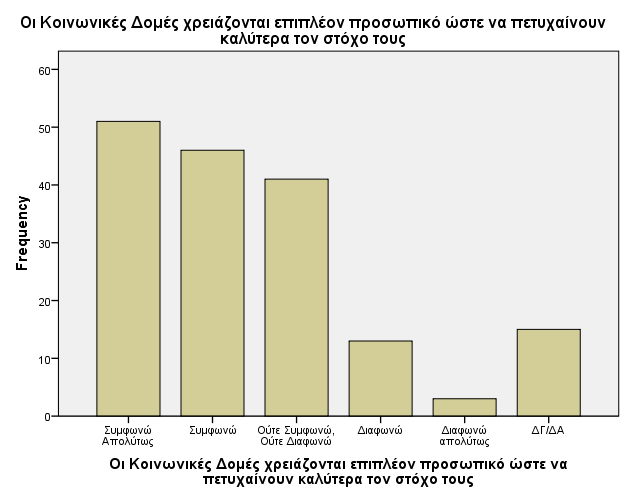 Οι Κοινωνικές Δομές χρειάζονται επιπλέον προσωπικό ώστε να πετυχαίνουν
καλύτερα τον στόχο τους
60
50
40
30
20
10
0
Frequency
Συμφωνώ
Απολύτως
Συμφωνώ
Ούτε Συμφωνώ,
Ούτε Διαφωνώ
Διαφωνώ
Διαφωνώ
απολύτως
ΔΓ/ΔΑ
Οι Κοινωνικές Δομές χρειάζονται επιπλέον προσωπικό ώστε να
πετυχαίνουν καλύτερα τον στόχο τους